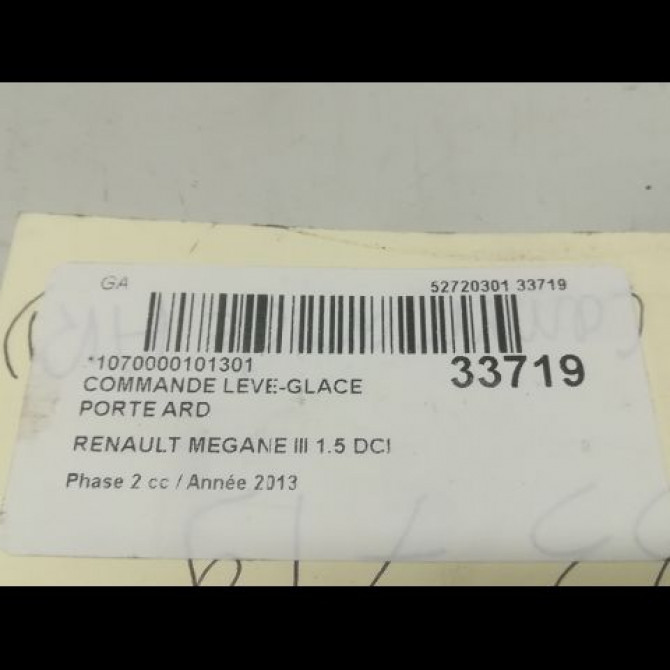 GA 52720301 33719
*1070000101301 33719
COMMANDE LEVE-GLACE
PORTE ARD
RENAULT MEGANE III 1.5 DCI
Phase 2 cc / Année 2013